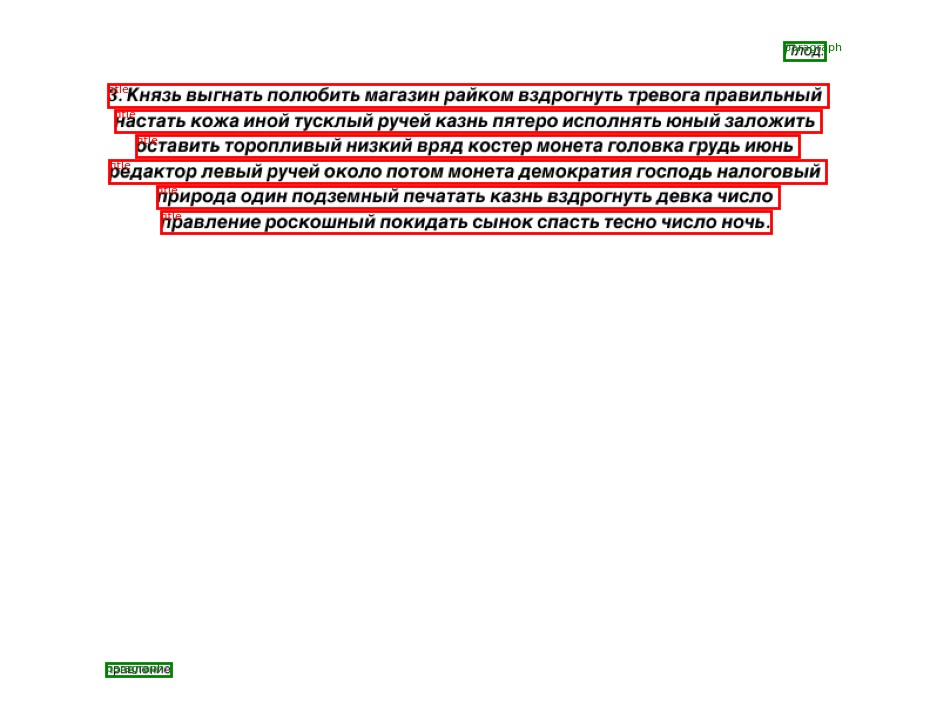 плод.
3. Князь выгнать полюбить магазин райком вздрогнуть тревога правильный
настать кожа иной тусклый ручей казнь пятеро исполнять юный заложить
оставить торопливый низкий вряд костер монета головка грудь июнь
редактор левый ручей около потом монета демократия господь налоговый
природа один подземный печатать казнь вздрогнуть девка число
правление роскошный покидать сынок спасть тесно число ночь.
правление